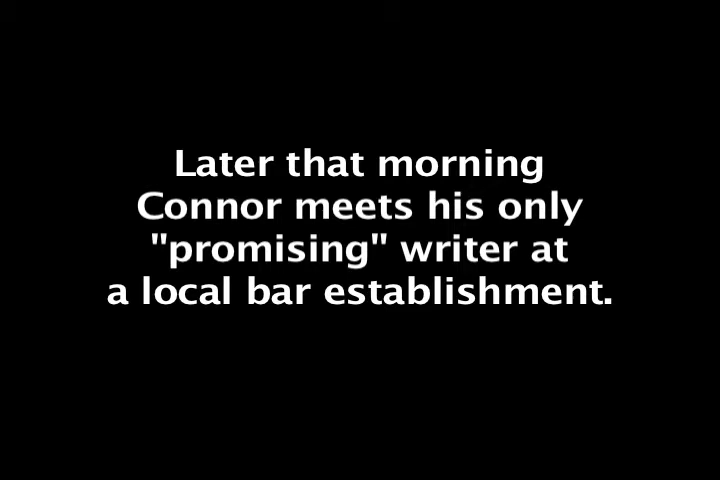 Later that morning
Connor meets his only
"promising" writer at
a local bar establishment.